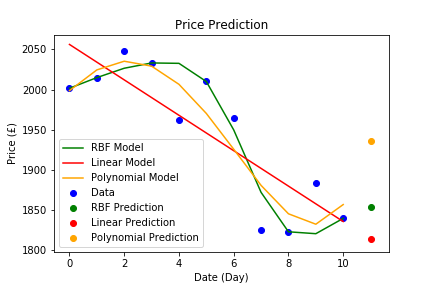 Price Prediction
2050
2000
1950
1900
1850
1800
Price (£)
RBF Model
Linear Model
Polynomial Model
Data
RBF Prediction
Linear Prediction
Polynomial Prediction
0 2 4 6 8 10
Date (Day)